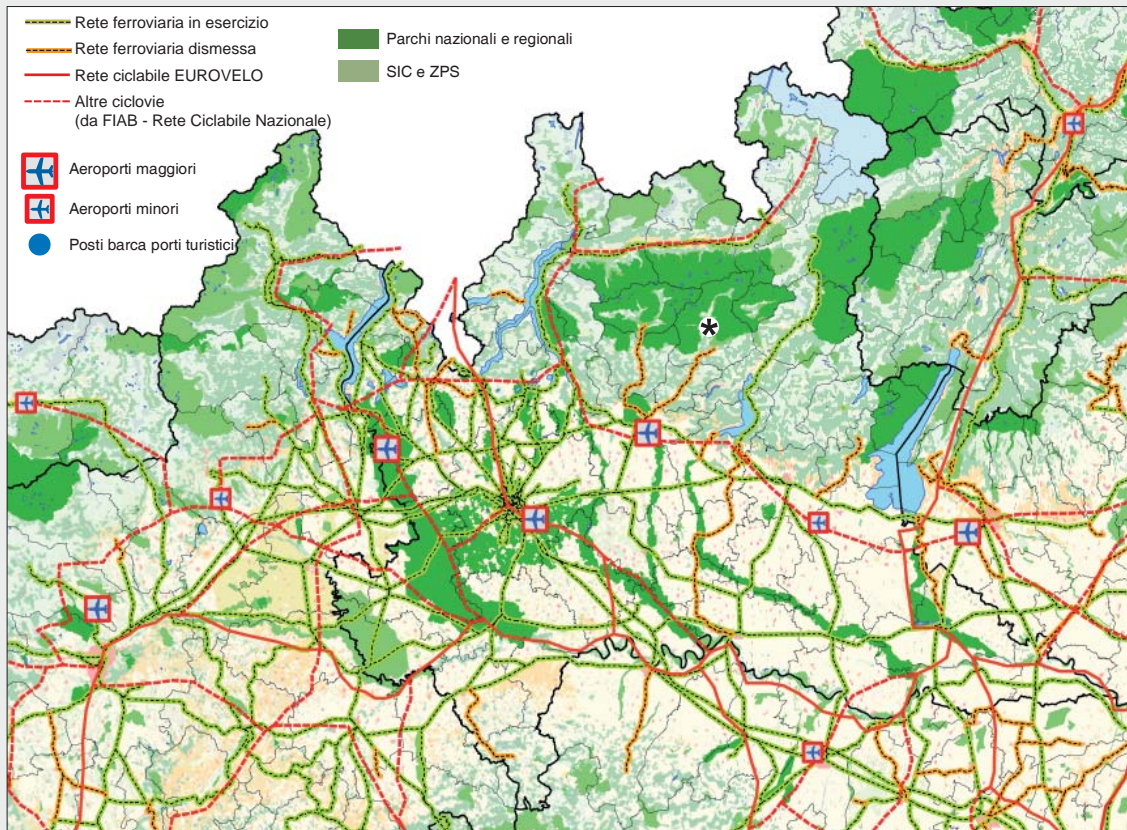 Rete ferroviaria in esercizio
Rete ferroviaria dismessa
Rete ciclabile EUROVELO
Altre ciclovie
(da FIAB - Rete Ciclabile Nazionale)
Aeroporti maggiori
Aeroporti minori
Posti barca porti turistici
Parchi nazionali e regionali
SIC e ZPS
*